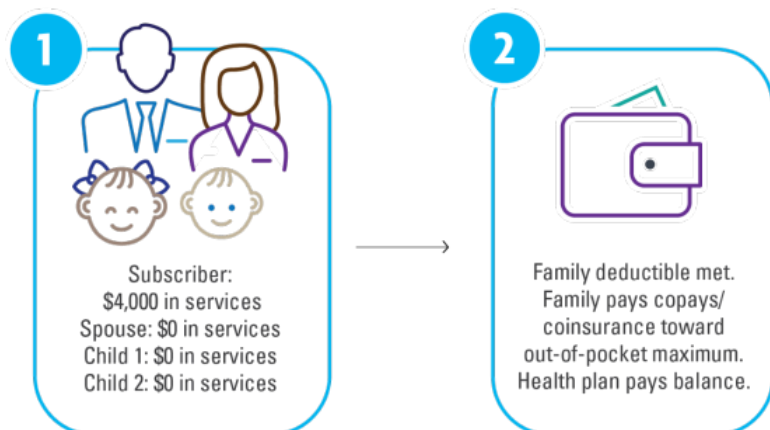 1
Subscriber:
$4,000 in services
Spouse: $0 in services
Child 1: $0 in services
Child 2: $0 in services
2
Family deductible met.
Family pays copays/
coinsurance toward
out-of-pocket maximum.
Health plan pays balance.